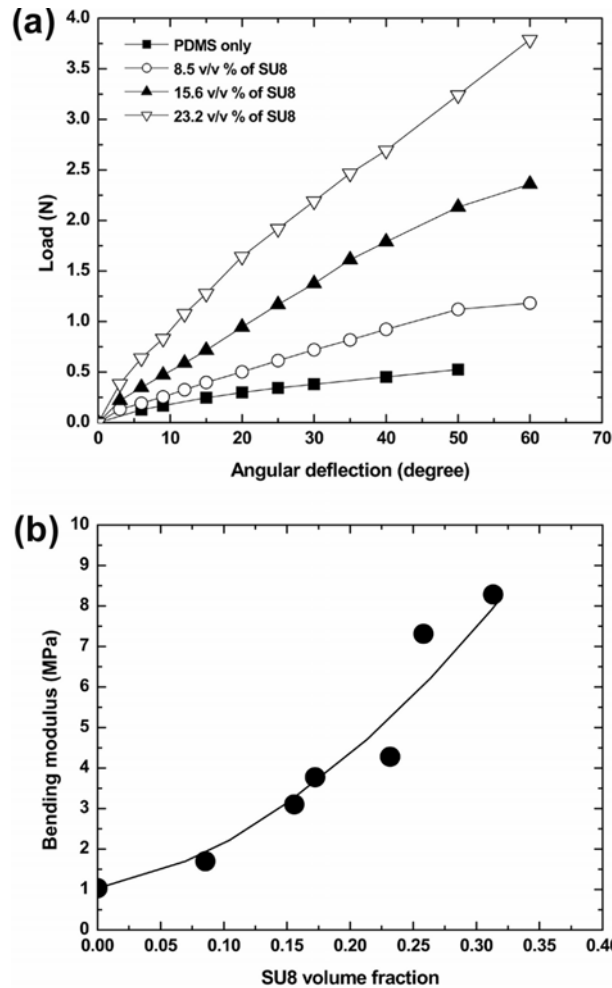 (a)
PDMS only
8.5 v/v % of SU8
15.6 v/v % of SU8
23.2 v/v % of SU8
4.0
3.5
3.0
2.5
2.0
1.5
1.0
0.5
0.0
Load (N)
0 10 20 30 40 50 60 70
Angular deflection (degree)
(b)
10
9
8
7
6
5
4
3
2
1
0
Bending modulus (MPa)
0.00 0.05 0.10 0.15 0.20 0.25 0.30 0.35 0.40
SU8 volume fraction